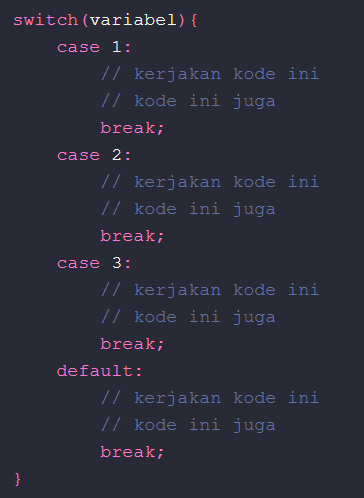 switch(variabel){
    case 1:
        // kerjakan kode ini
        // kode ini juga
        break;
    case 2:
        // kerjakan kode ini
        // kode ini juga
        break;
    case 3:
        // kerjakan kode ini
        // kode ini juga
        break;
    default:
        // kerjakan kode ini
        // kode ini juga
        break;
}